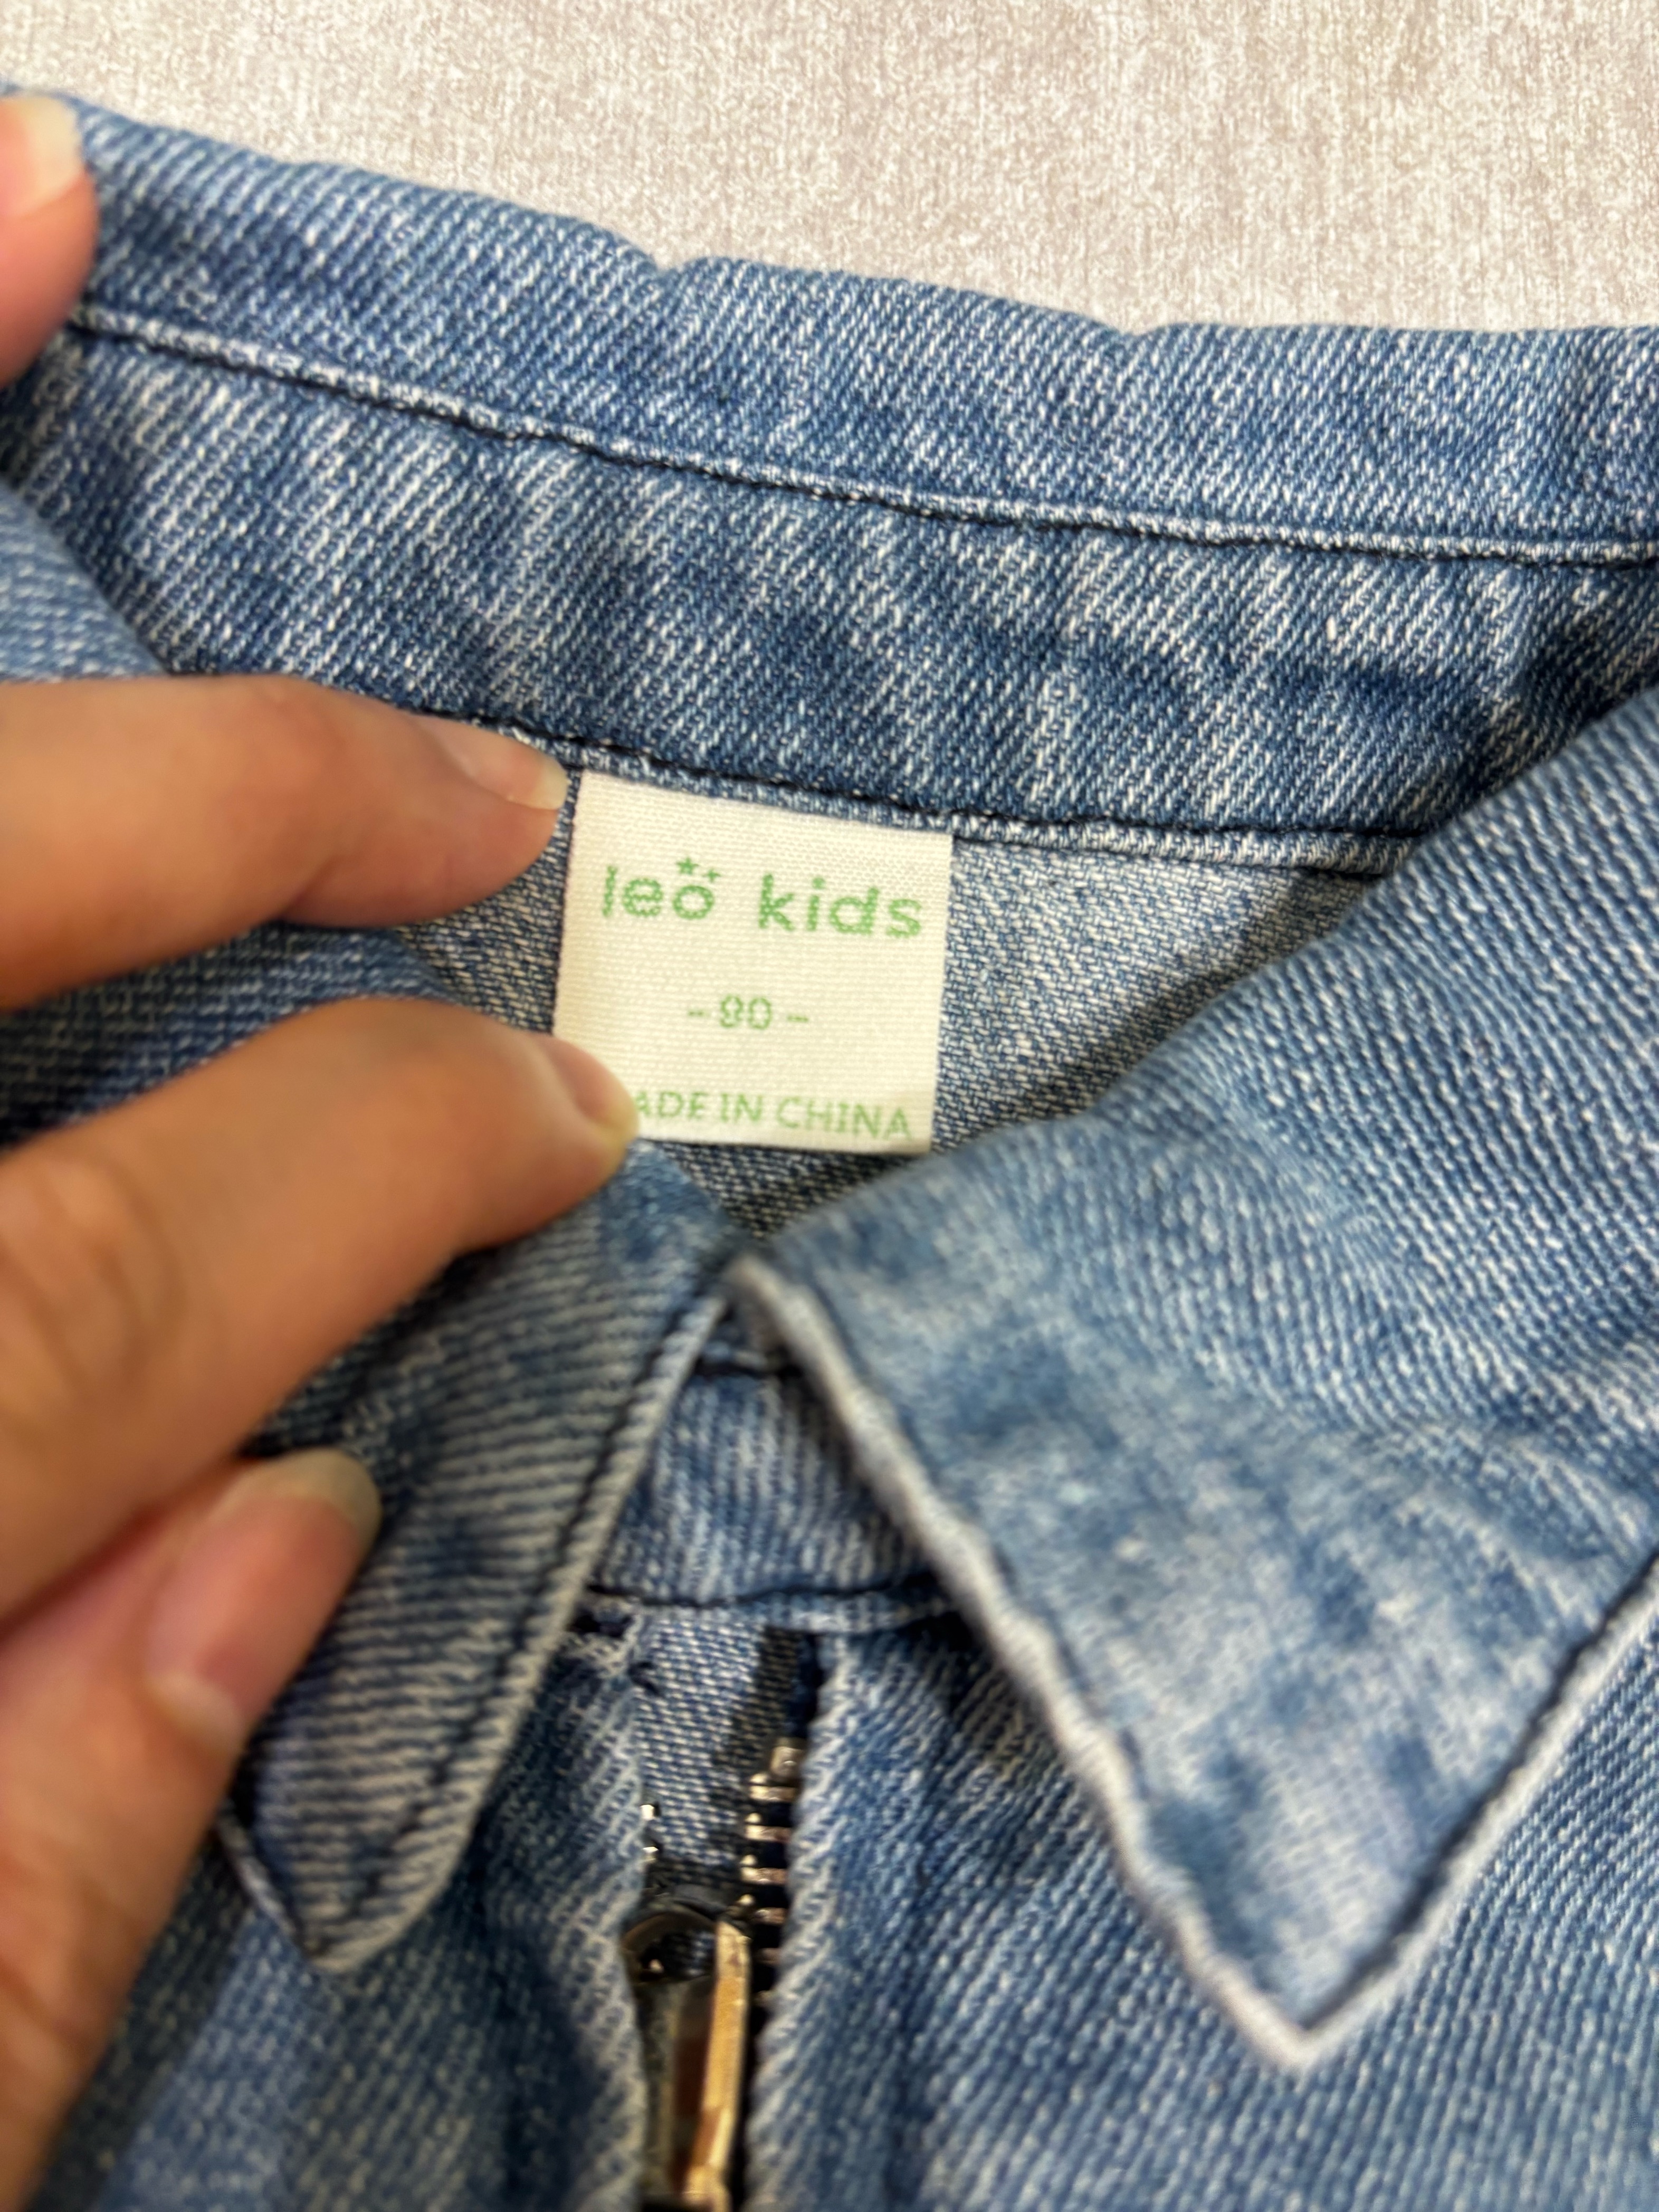 leo kids
- 90 -
ADE IN CHINA